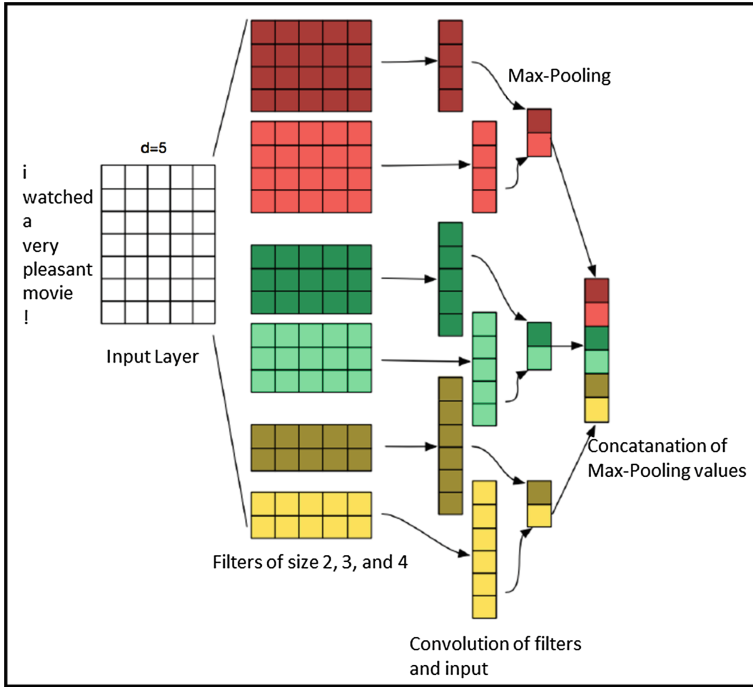 Max-Pooling
d=5
i
watched
a
very
pleasant
movie
!
Input Layer
Concatanation of
Max-Pooling values
Filters of size 2, 3, and 4
Convolution of filters
and input